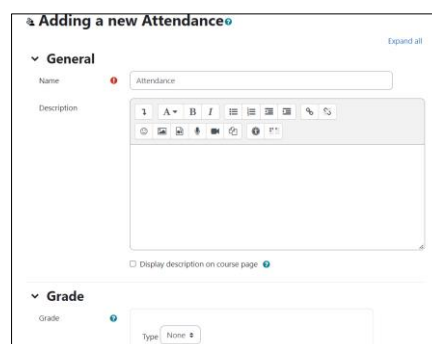 Adding a new Attendance
Expand all
General
Name
Attendance
Description
A
B
I
Display description on course page
Grade
Grade
Type
None